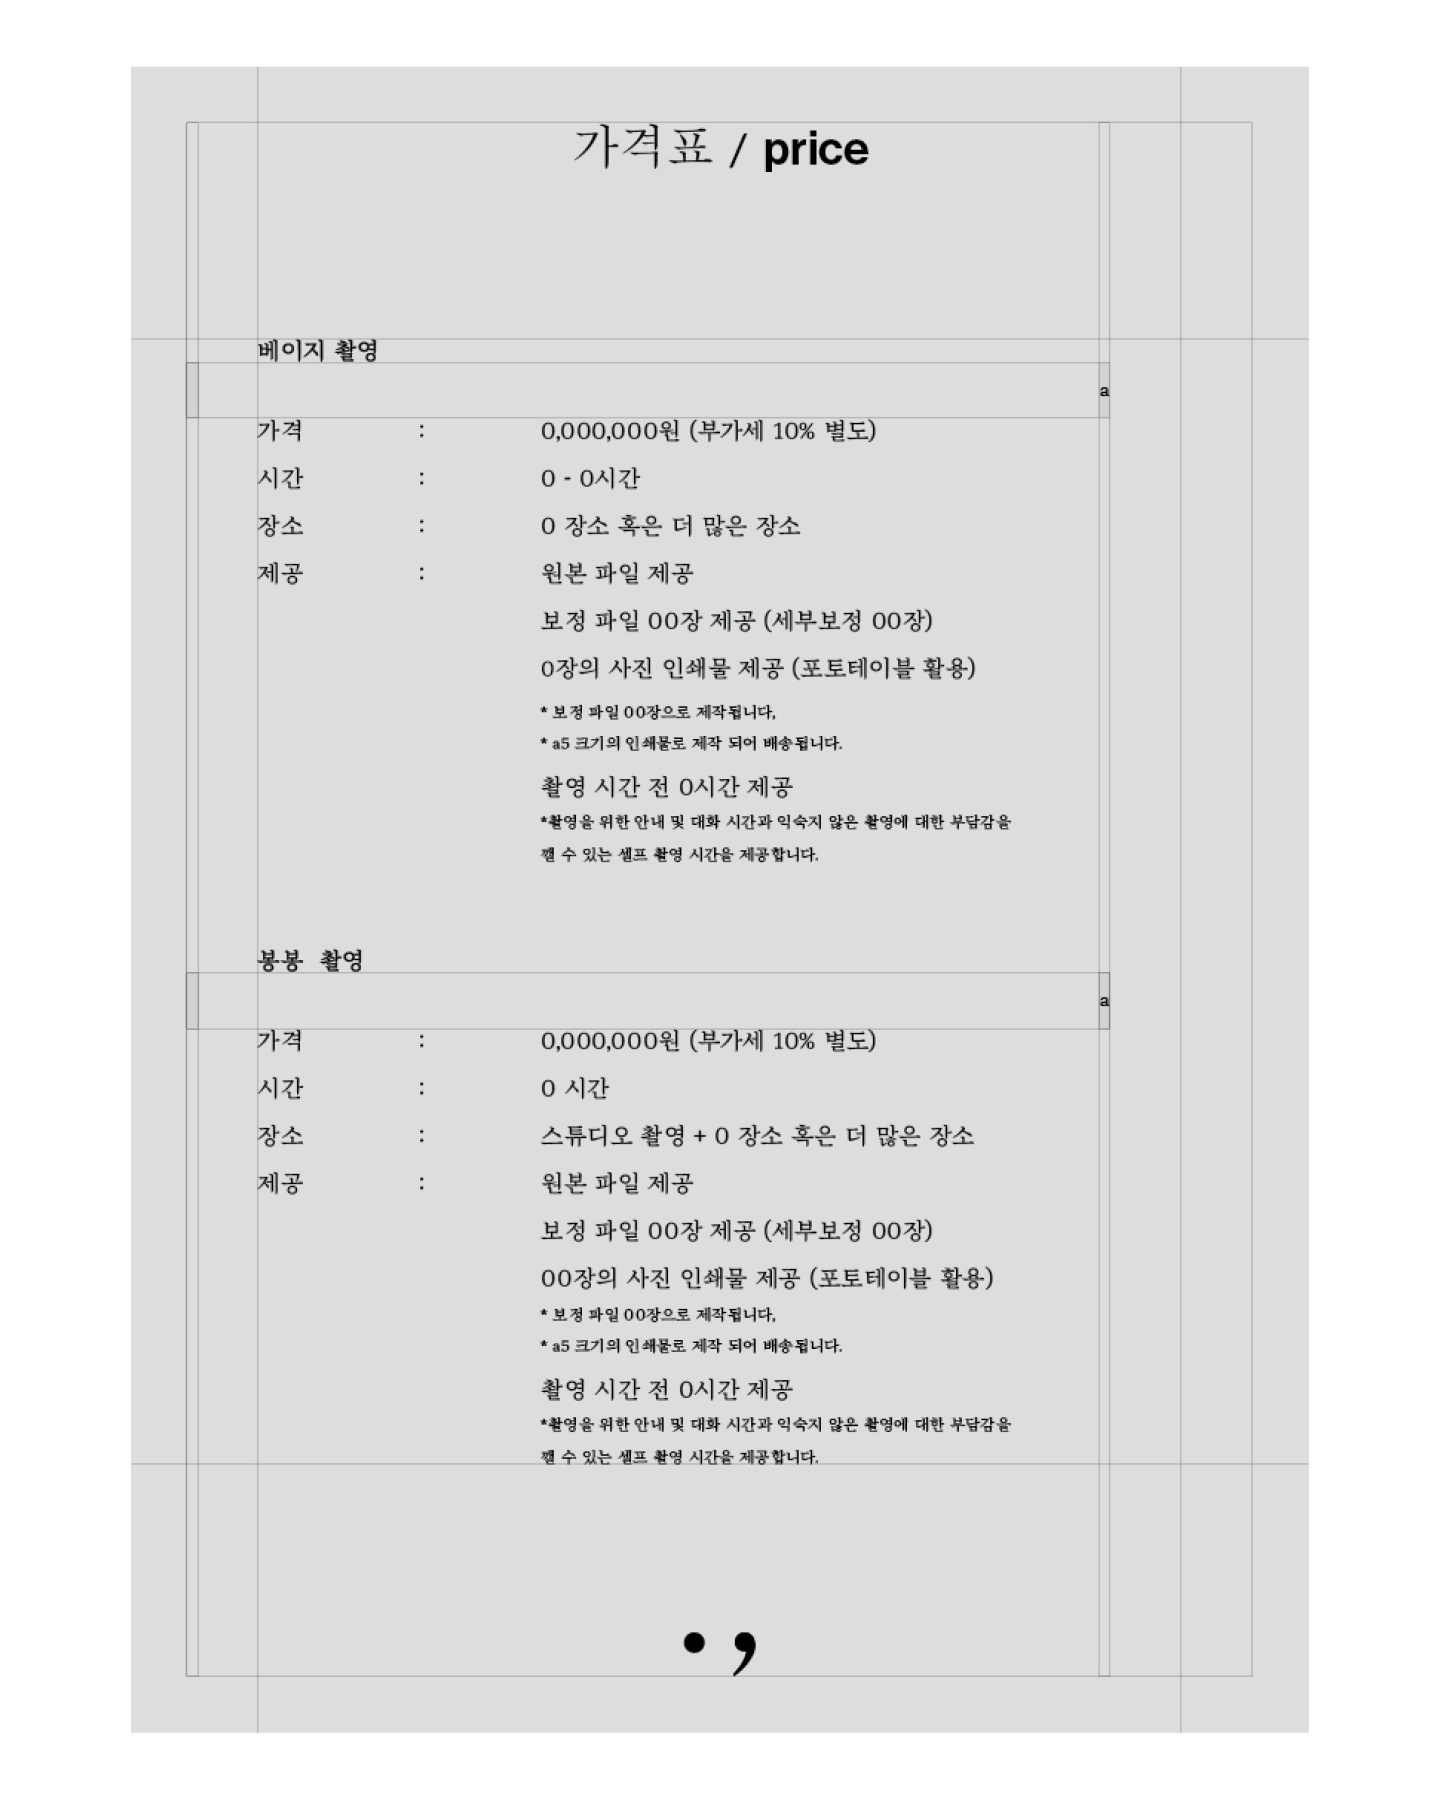 가격표 / price
베이지 촬영
a
가격 : 0,000,000원 (부가세 10% 별도)
시간 : 0 - 0시간
장소 : 0 장소 혹은 더 많은 장소
제공 : 원본 파일 제공
보정 파일 00장 제공 (세부보정 00장)
0장의 사진 인쇄물 제공 (포토테이블 활용)
* 보정 파일 00장으로 제작됩니다,
* a5 크기의 인쇄물로 제작 되어 배송됩니다.
촬영 시간 전 0시간 제공
*촬영을 위한 안내 및 대화 시간과 익숙지 않은 촬영에 대한 부담감을
깰 수 있는 셀프 촬영 시간을 제공합니다.
봉봉 촬영
a
가격 : 0,000,000원 (부가세 10% 별도)
시간 : 0 시간
장소 : 스튜디오 촬영 + 0 장소 혹은 더 많은 장소
제공 : 원본 파일 제공
보정 파일 00장 제공 (세부보정 00장)
00장의 사진 인쇄물 제공 (포토테이블 활용)
* 보정 파일 00장으로 제작됩니다,
* a5 크기의 인쇄물로 제작 되어 배송됩니다.
촬영 시간 전 0시간 제공
*촬영을 위한 안내 및 대화 시간과 익숙지 않은 촬영에 대한 부담감을
깰 수 있는 셀프 촬영 시간을 제공합니다.
• ,